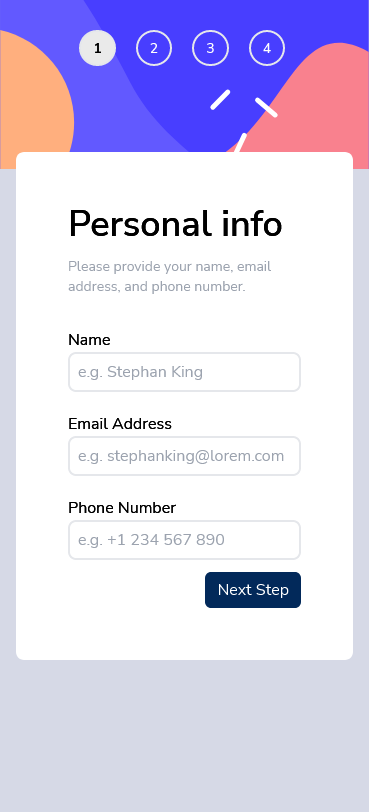 1 2 3 4
Personal info
Please provide your name, email
address, and phone number.
Name
e.g. Stephan King
Email Address
e.g. stephanking@lorem.com
Phone Number
e.g. +1 234 567 890
Next Step